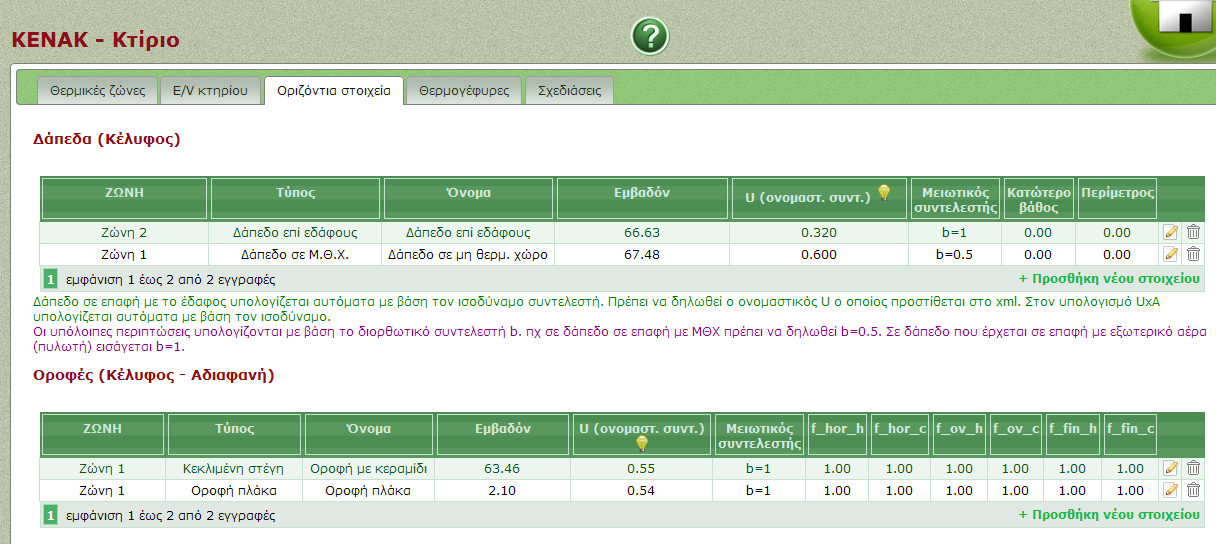 ΚΕΝΑΚ - Κτίριο
?
Θερμικές ζώνες Ε/V κτηρίου Οριζόντια στοιχεία Θερμογέφυρες Σχεδιάσεις
Δάπεδα (Κέλυφος)
ΖΩΝΗ Τύπος Όνομα Εμβαδόν U (ονομαστ. συντ.) Μειωτικός συντελεστής Κατώτερο βάθος Περίμετρος
Ζώνη 2 Δάπεδο επί εδάφους Δάπεδο επί εδάφους 66.63 0.320 b=1 0.00 0.00
Ζώνη 1 Δάπεδο σε Μ.Θ.Χ. Δάπεδο σε μη θερμ. χώρο 67.48 0.600 b=0.5 0.00 0.00
1 εμφάνιση 1 έως 2 από 2 εγγραφές + Προσθήκη νέου στοιχείου
Δάπεδο σε επαφή με το έδαφος υπολογίζεται αυτόματα με βάση τον ισοδύναμο συντελεστή. Πρέπει να δηλωθεί ο ονομαστικός U ο οποίος προστίθεται στο xml. Στον υπολογισμό UxA
υπολογίζεται αυτόματα με βάση τον ισοδύναμο.
Οι υπόλοιπες περιπτώσεις υπολογίζονται με βάση το διορθωτικό συντελεστή b. πχ σε δάπεδο σε επαφή με ΜΘΧ πρέπει να δηλωθεί b=0.5. Σε δάπεδο που έρχεται σε επαφή με εξωτερικό αέρα
(πυλωτή) εισάγεται b=1.
Οροφές (Κέλυφος - Αδιαφανή)
ΖΩΝΗ Τύπος Όνομα Εμβαδόν U (ονομαστ. συντ.) Μειωτικός συντελεστής f_hor_h f_hor_c f_ov_h f_ov_c f_fin_h f_fin_c
Ζώνη 1 Κεκλιμένη στέγη Οροφή με κεραμίδι 63.46 0.55 b=1 1.00 1.00 1.00 1.00 1.00 1.00
Ζώνη 1 Οροφή πλάκα Οροφή πλάκα 2.10 0.54 b=1 1.00 1.00 1.00 1.00 1.00 1.00
1 εμφάνιση 1 έως 2 από 2 εγγραφές + Προσθήκη νέου στοιχείου